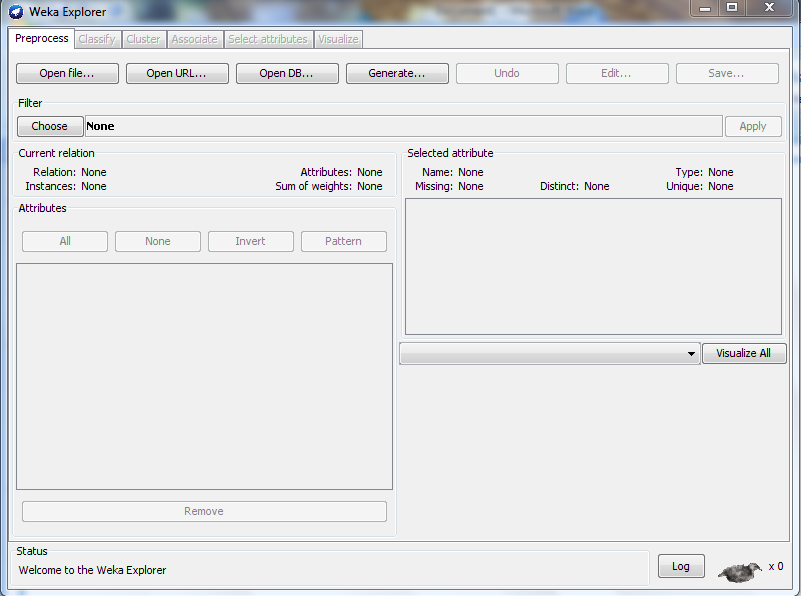 Weka Explorer
Preprocess Classify Cluster Associate Select attributes Visualize
Open file... Open URL... Open DB... Generate... Undo Edit... Save...
Filter
Choose None Apply
Current relation
Relation: None Attributes: None
Instances: None Sum of weights: None
Selected attribute
Name: None Type: None
Missing: None Distinct: None Unique: None
Attributes
All None Invert Pattern
Visualize All
Remove
Status
Welcome to the Weka Explorer
Log x 0